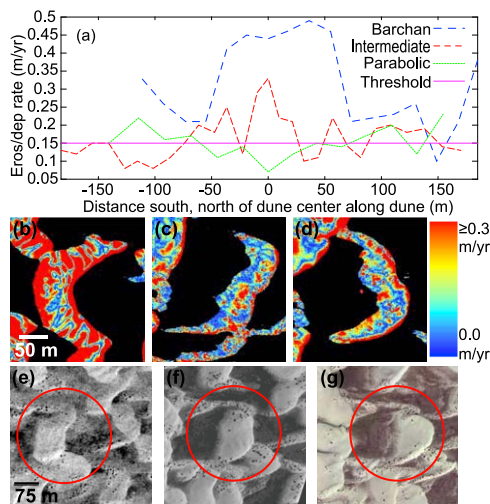 Eros/dep rate (m/yr)
0.5
0.45
0.4
0.35
0.3
0.25
0.2
0.15
0.1
0.05
(a)
Barchan
Intermediate
Parabolic
Threshold
-150 -100 -50 0 50 100 150
Distance south, north of dune center along dune (m)
(b) (c) (d)
50 m
≥0.3
m/yr
0.0
m/yr
(e) (f) (g)
75 m